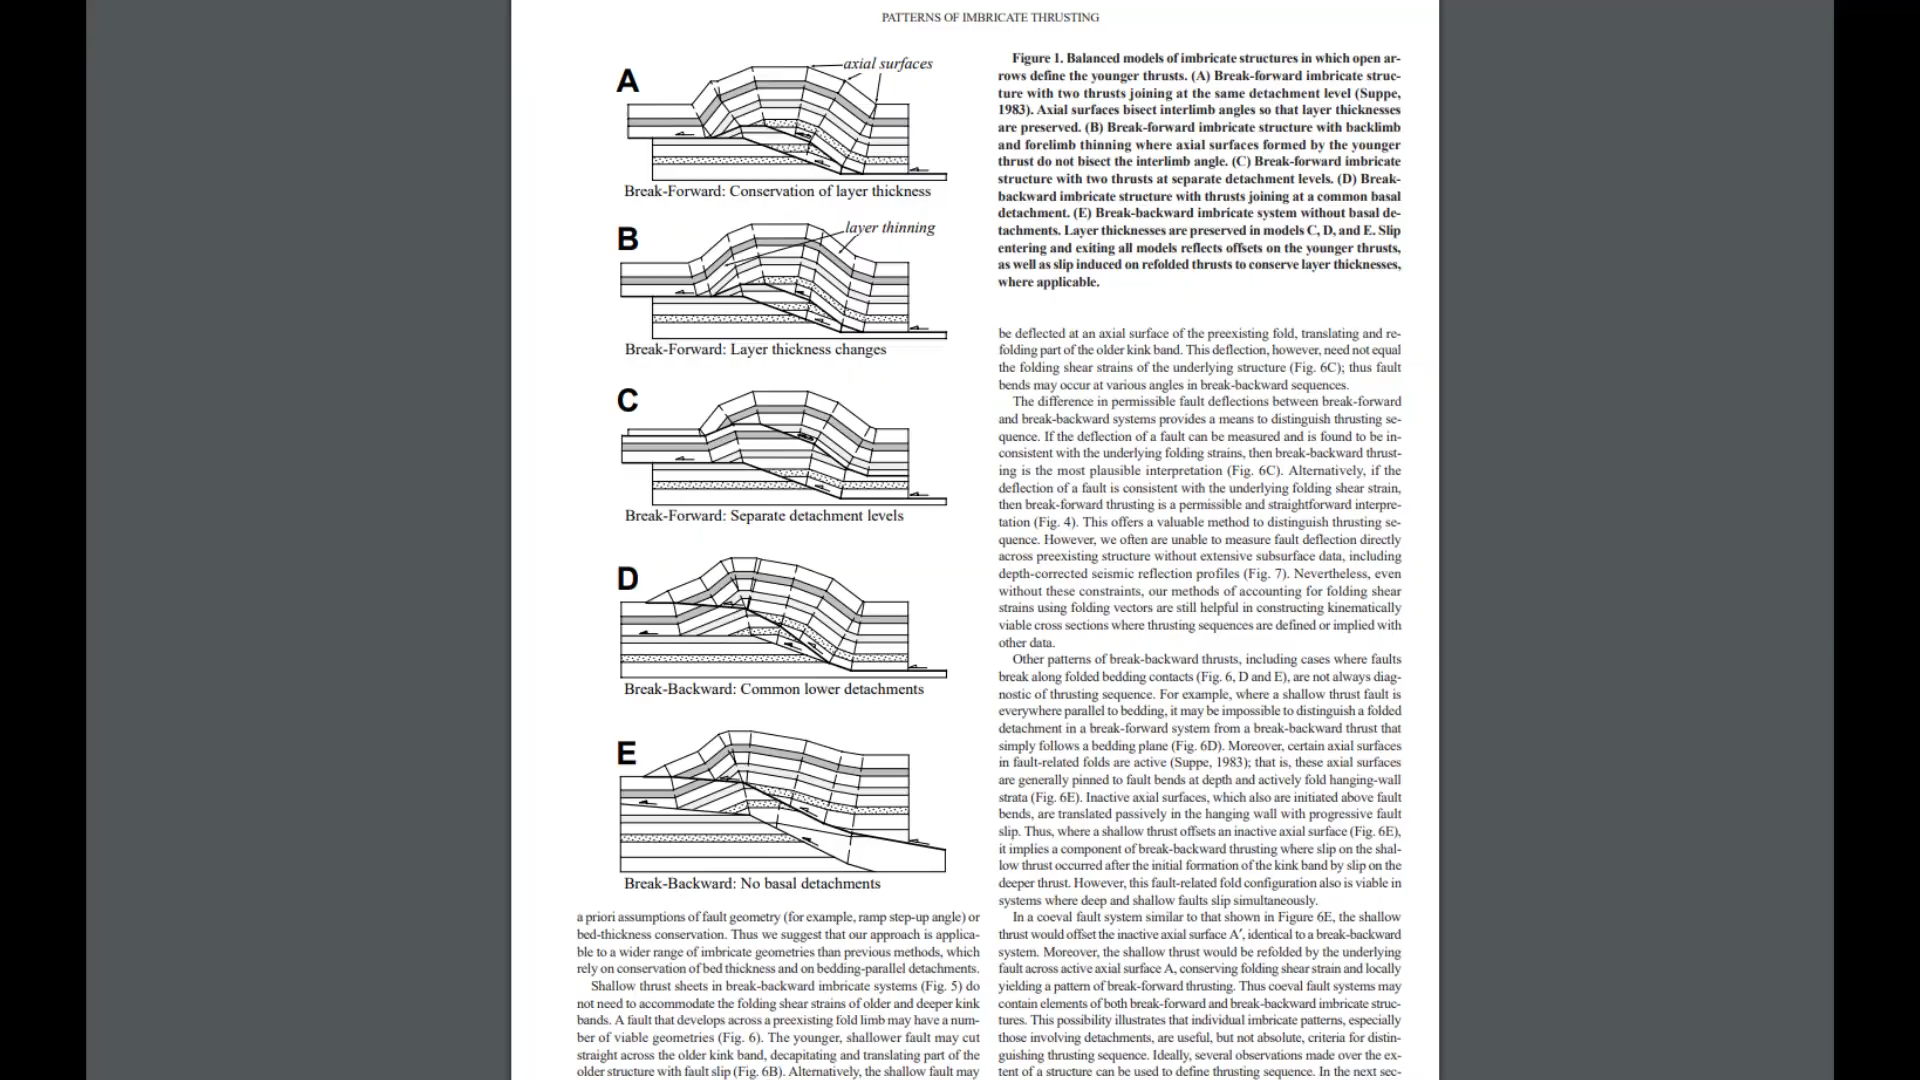 PATTERNS OF IMBRICATE THRUSTING
A
axial surfaces
Break-Forward: Conservation of layer thickness
B
layer thinning
Break-Forward: Layer thickness changes
C
Break-Forward: Separate detachment levels
D
Break-Backward: Common lower detachments
E
Break-Backward: No basal detachments
a priori assumptions of fault geometry (for example, ramp step-up angle) or
bed-thickness conservation. Thus we suggest that our approach is applica-
ble to a wider range of imbricate geometries than previous methods, which
rely on conservation of bed thickness and on bedding-parallel detachments.
Shallow thrust sheets in break-backward imbricate systems (Fig. 5) do
not need to accommodate the folding shear strains of older and deeper kink
bands. A fault that develops across a preexisting fold limb may have a num-
ber of viable geometries (Fig. 6). The younger, shallower fault may cut
straight across the older kink band, decapitating and translating part of the
older structure with fault slip (Fig. 6B). Alternatively, the shallow fault may
Figure 1. Balanced models of imbricate structures in which open ar-
rows define the younger thrusts. (A) Break-forward imbricate struc-
ture with two thrusts joining at the same detachment level (Suppe,
1983). Axial surfaces bisect interlimb angles so that layer thicknesses
are preserved. (B) Break-forward imbricate structure with backlimb
and forelimb thinning where axial surfaces formed by the younger
thrust do not bisect the interlimb angle. (C) Break-forward imbricate
structure with two thrusts at separate detachment levels. (D) Break-
backward imbricate structure with thrusts joining at a common basal
detachment. (E) Break-backward imbricate system without basal de-
tachments. Layer thicknesses are preserved in models C, D, and E. Slip
entering and exiting all models reflects offsets on the younger thrusts,
as well as slip induced on refolded thrusts to conserve layer thicknesses,
where applicable.
be deflected at an axial surface of the preexisting fold, translating and re-
folding part of the older kink band. This deflection, however, need not equal
the folding shear strains of the underlying structure (Fig. 6C); thus fault
bends may occur at various angles in break-backward sequences.
The difference in permissible fault deflections between break-forward
and break-backward systems provides a means to distinguish thrusting se-
quence. If the deflection of a fault can be measured and is found to be in-
consistent with the underlying folding strains, then break-backward thrust-
ing is the most plausible interpretation (Fig. 6C). Alternatively, if the
deflection of a fault is consistent with the underlying folding shear strain,
then break-forward thrusting is a permissible and straightforward interpre-
tation (Fig. 4). This offers a valuable method to distinguish thrusting se-
quence. However, we often are unable to measure fault deflection directly
across preexisting structure without extensive subsurface data, including
depth-corrected seismic reflection profiles (Fig. 7). Nevertheless, even
without these constraints, our methods of accounting for folding shear
strains using folding vectors are still helpful in constructing kinematically
viable cross sections where thrusting sequences are defined or implied with
other data.
Other patterns of break-backward thrusts, including cases where faults
break along folded bedding contacts (Fig. 6, D and E), are not always diag-
nostic of thrusting sequence. For example, where a shallow thrust fault is
everywhere parallel to bedding, it may be impossible to distinguish a folded
detachment in a break-forward system from a break-backward thrust that
simply follows a bedding plane (Fig. 6D). Moreover, certain axial surfaces
in fault-related folds are active (Suppe, 1983); that is, these axial surfaces
are generally pinned to fault bends at depth and actively fold hanging-wall
strata (Fig. 6E). Inactive axial surfaces, which also are initiated above fault
bends, are translated passively in the hanging wall with progressive fault
slip. Thus, where a shallow thrust offsets an inactive axial surface (Fig. 6E),
it implies a component of break-backward thrusting where slip on the shal-
low thrust occurred after the initial formation of the kink band by slip on the
deeper thrust. However, this fault-related fold configuration also is viable in
systems where deep and shallow faults slip simultaneously.
In a coeval fault system similar to that shown in Figure 6E, the shallow
thrust would offset the inactive axial surface A′, identical to a break-backward
system. Moreover, the shallow thrust would be refolded by the underlying
fault across active axial surface A, conserving folding shear strain and locally
yielding a pattern of break-forward thrusting. Thus coeval fault systems may
contain elements of both break-forward and break-backward imbricate struc-
tures. This possibility illustrates that individual imbricate patterns, especially
those involving detachments, are useful, but not absolute, criteria for distin-
guishing thrusting sequence. Ideally, several observations made over the ex-
tent of a structure can be used to define thrusting sequence. In the next sec-